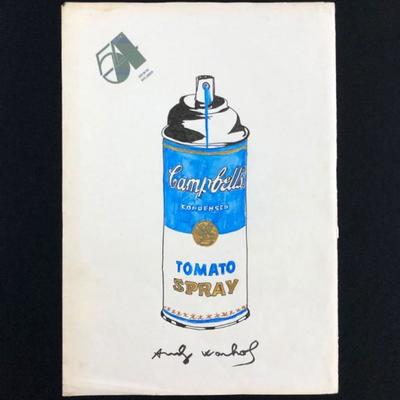 54
Campbell's
CONDENSED
TOMATO
SPRAY
Andy Warhol